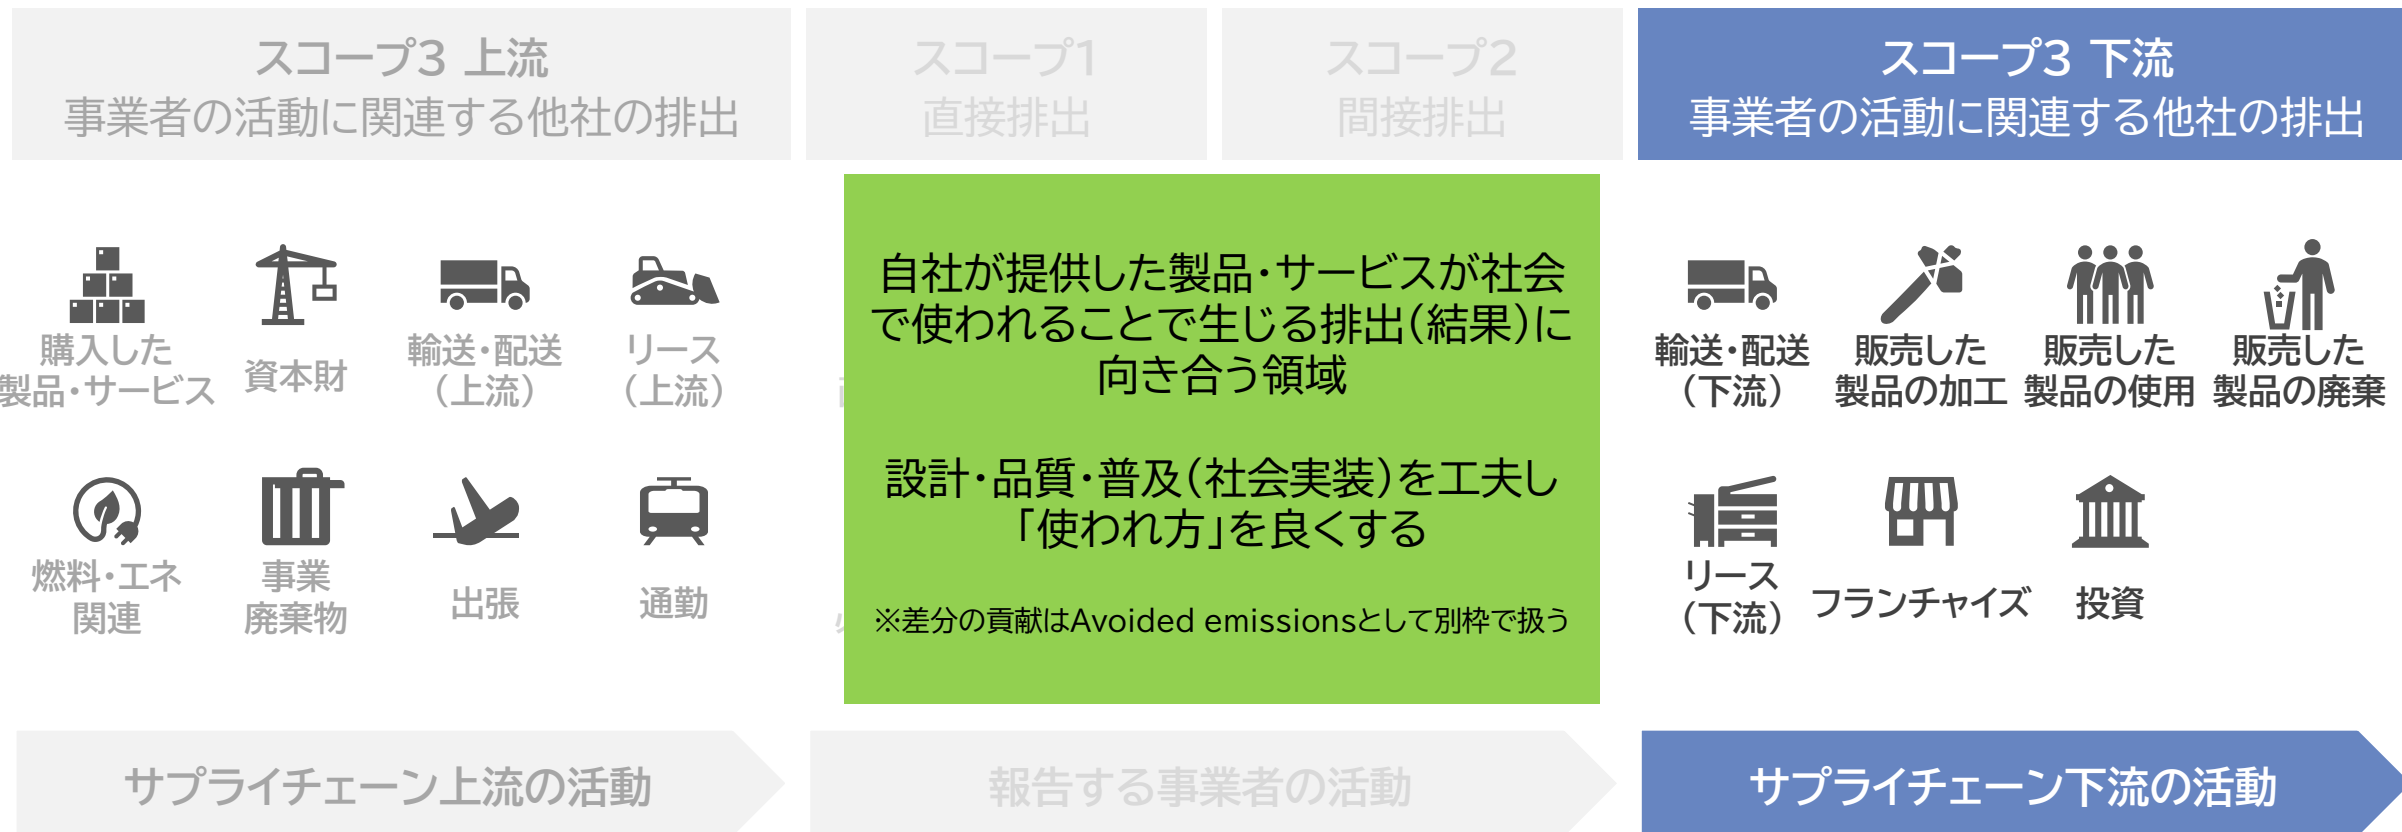 スコープ3 上流
事業者の活動に関連する他社の排出
スコープ1
直接排出
スコープ2
間接排出
スコープ3 下流
事業者の活動に関連する他社の排出
購入した
製品・サービス
資本財
輸送・配送
（上流）
リース
（上流）
燃料・エネ
関連
事業
廃棄物
出張
通勤
自社が提供した製品・サービスが社会
で使われることで生じる排出（結果）に
向き合う領域
設計・品質・普及（社会実装）を工夫し
「使われ方」を良くする
※差分の貢献はAvoided emissionsとして別枠で扱う
輸送・配送
（下流）
販売した
製品の加工
販売した
製品の使用
販売した
製品の廃棄
リース
（下流）
フランチャイズ
投資
サプライチェーン上流の活動
報告する事業者の活動
サプライチェーン下流の活動